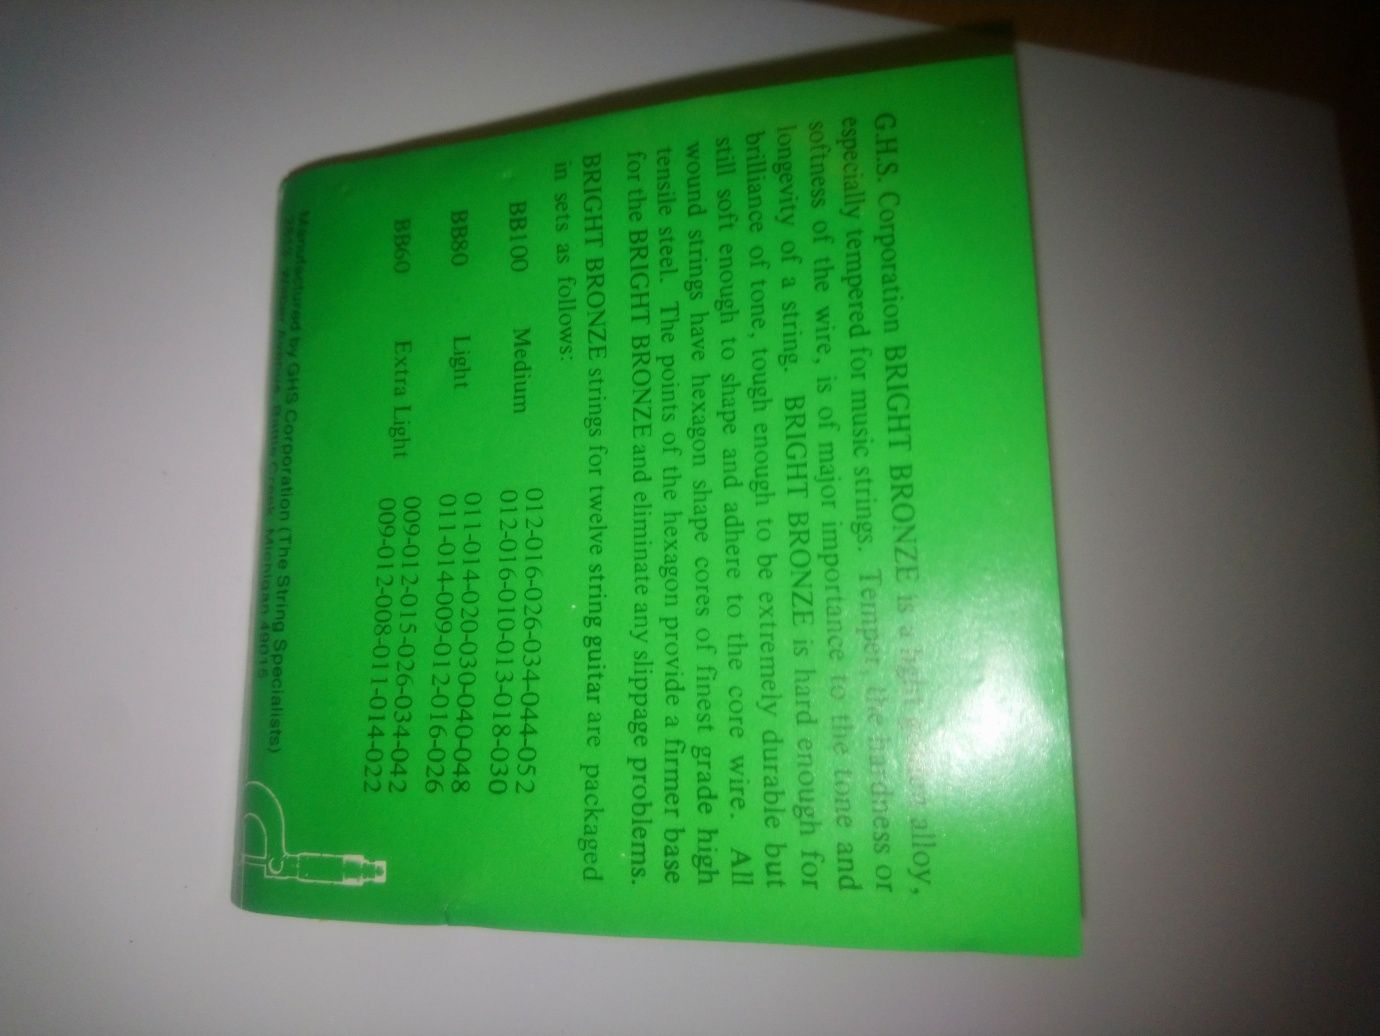 G.H.S. Corporation BRIGHT BRONZE is a light alloy,
especially tempered for music strings. Temper, the hardness or
softness of the wire, is of major importance to the tone and
longevity of a string. BRIGHT BRONZE is hard enough for
brilliance of tone, tough enough to be extremely durable but
still soft enough to shape and adhere to the core wire. All
wound strings have hexagon shape cores of finest grade high
tensile steel. The points of the hexagon provide a firmer base
for the BRIGHT BRONZE and eliminate any slippage problems.
BRIGHT BRONZE strings for twelve string guitar are packaged
in sets as follows:
BB100 Medium 012-016-026-034-044-052
012-016-010-013-018-030
BB80 Light 011-014-020-030-040-048
011-014-009-012-016-026
BB60 Extra Light 009-012-015-026-034-042
009-012-008-011-014-022
Manufactured by GHS Corporation (The String Specialists)
Avenue, Battle Creek, Michigan 49015